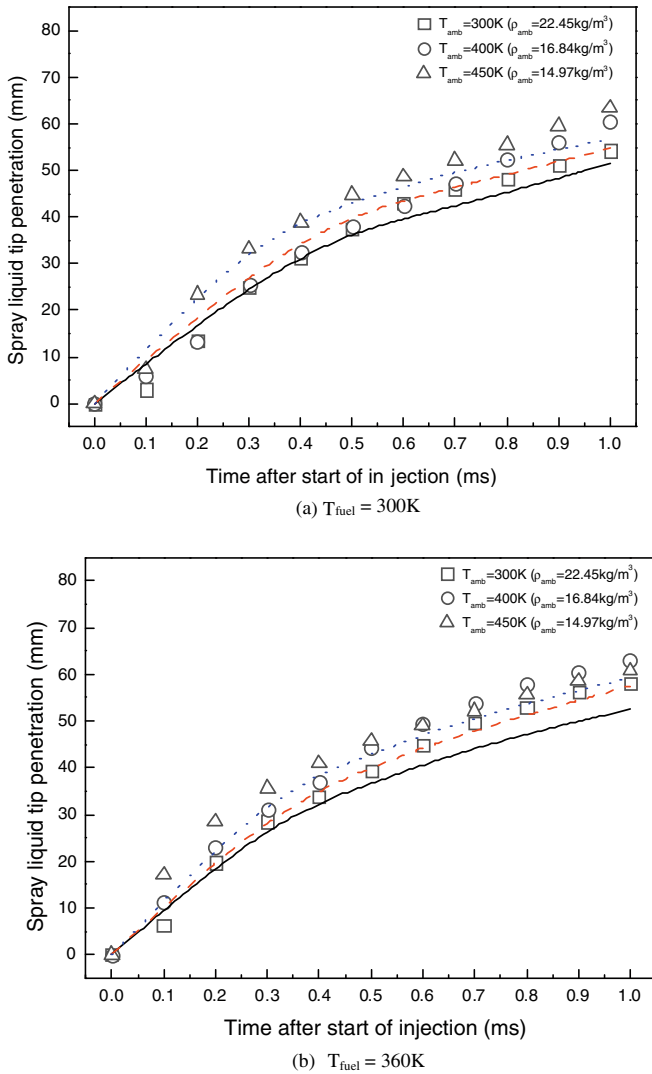 80
70
60
50
40
30
20
10
0
Spray liquid tip penetration (mm)
T_amb=300K (ρ_amb=22.45kg/m³)
T_amb=400K (ρ_amb=16.84kg/m³)
T_amb=450K (ρ_amb=14.97kg/m³)
0.0 0.1 0.2 0.3 0.4 0.5 0.6 0.7 0.8 0.9 1.0
Time after start of in jection (ms)
(a) T_fuel = 300K
80
70
60
50
40
30
20
10
0
Spray liquid tip penetration (mm)
T_amb=300K (ρ_amb=22.45kg/m³)
T_amb=400K (ρ_amb=16.84kg/m³)
T_amb=450K (ρ_amb=14.97kg/m³)
0.0 0.1 0.2 0.3 0.4 0.5 0.6 0.7 0.8 0.9 1.0
Time after start of injection (ms)
(b) T_fuel = 360K